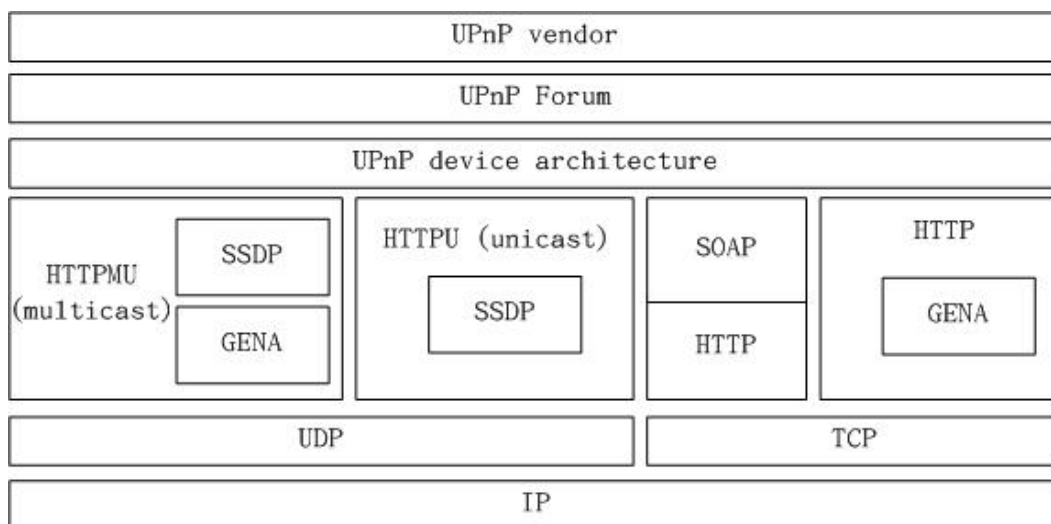 UPnP vendor
UPnP Forum
UPnP device architecture
HTTPMU
(multicast)
SSDP
GENA
HTTPU (unicast)
SSDP
SOAP
HTTP
HTTP
GENA
UDP
TCP
IP